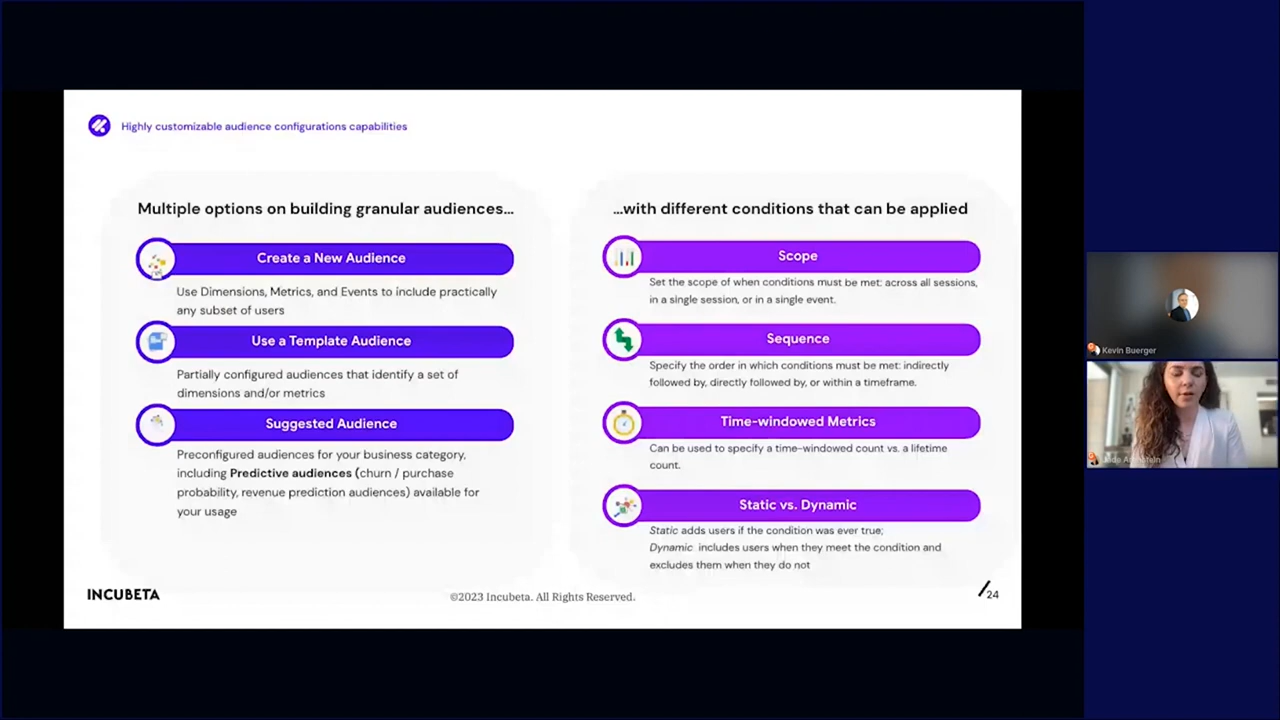 Highly customizable audience configurations capabilities
Multiple options on building granular audiences...
Create a New Audience
Use Dimensions, Metrics, and Events to include practically
any subset of users
Use a Template Audience
Partially configured audiences that identify a set of
dimensions and/or metrics
Suggested Audience
Preconfigured audiences for your business category,
including Predictive audiences (churn / purchase
probability, revenue prediction audiences) available for
your usage
...with different conditions that can be applied
Scope
Set the scope of when conditions must be met: across all sessions,
in a single session, or in a single event.
Sequence
Specify the order in which conditions must be met: indirectly
followed by, directly followed by, or within a timeframe.
Time-windowed Metrics
Can be used to specify a time-windowed count vs. a lifetime
count.
Static vs. Dynamic
Static adds users if the condition was ever true;
Dynamic includes users when they meet the condition and
excludes them when they do not
INCUBETA
©2023 Incubeta. All Rights Reserved.
24
Kevin Buerger